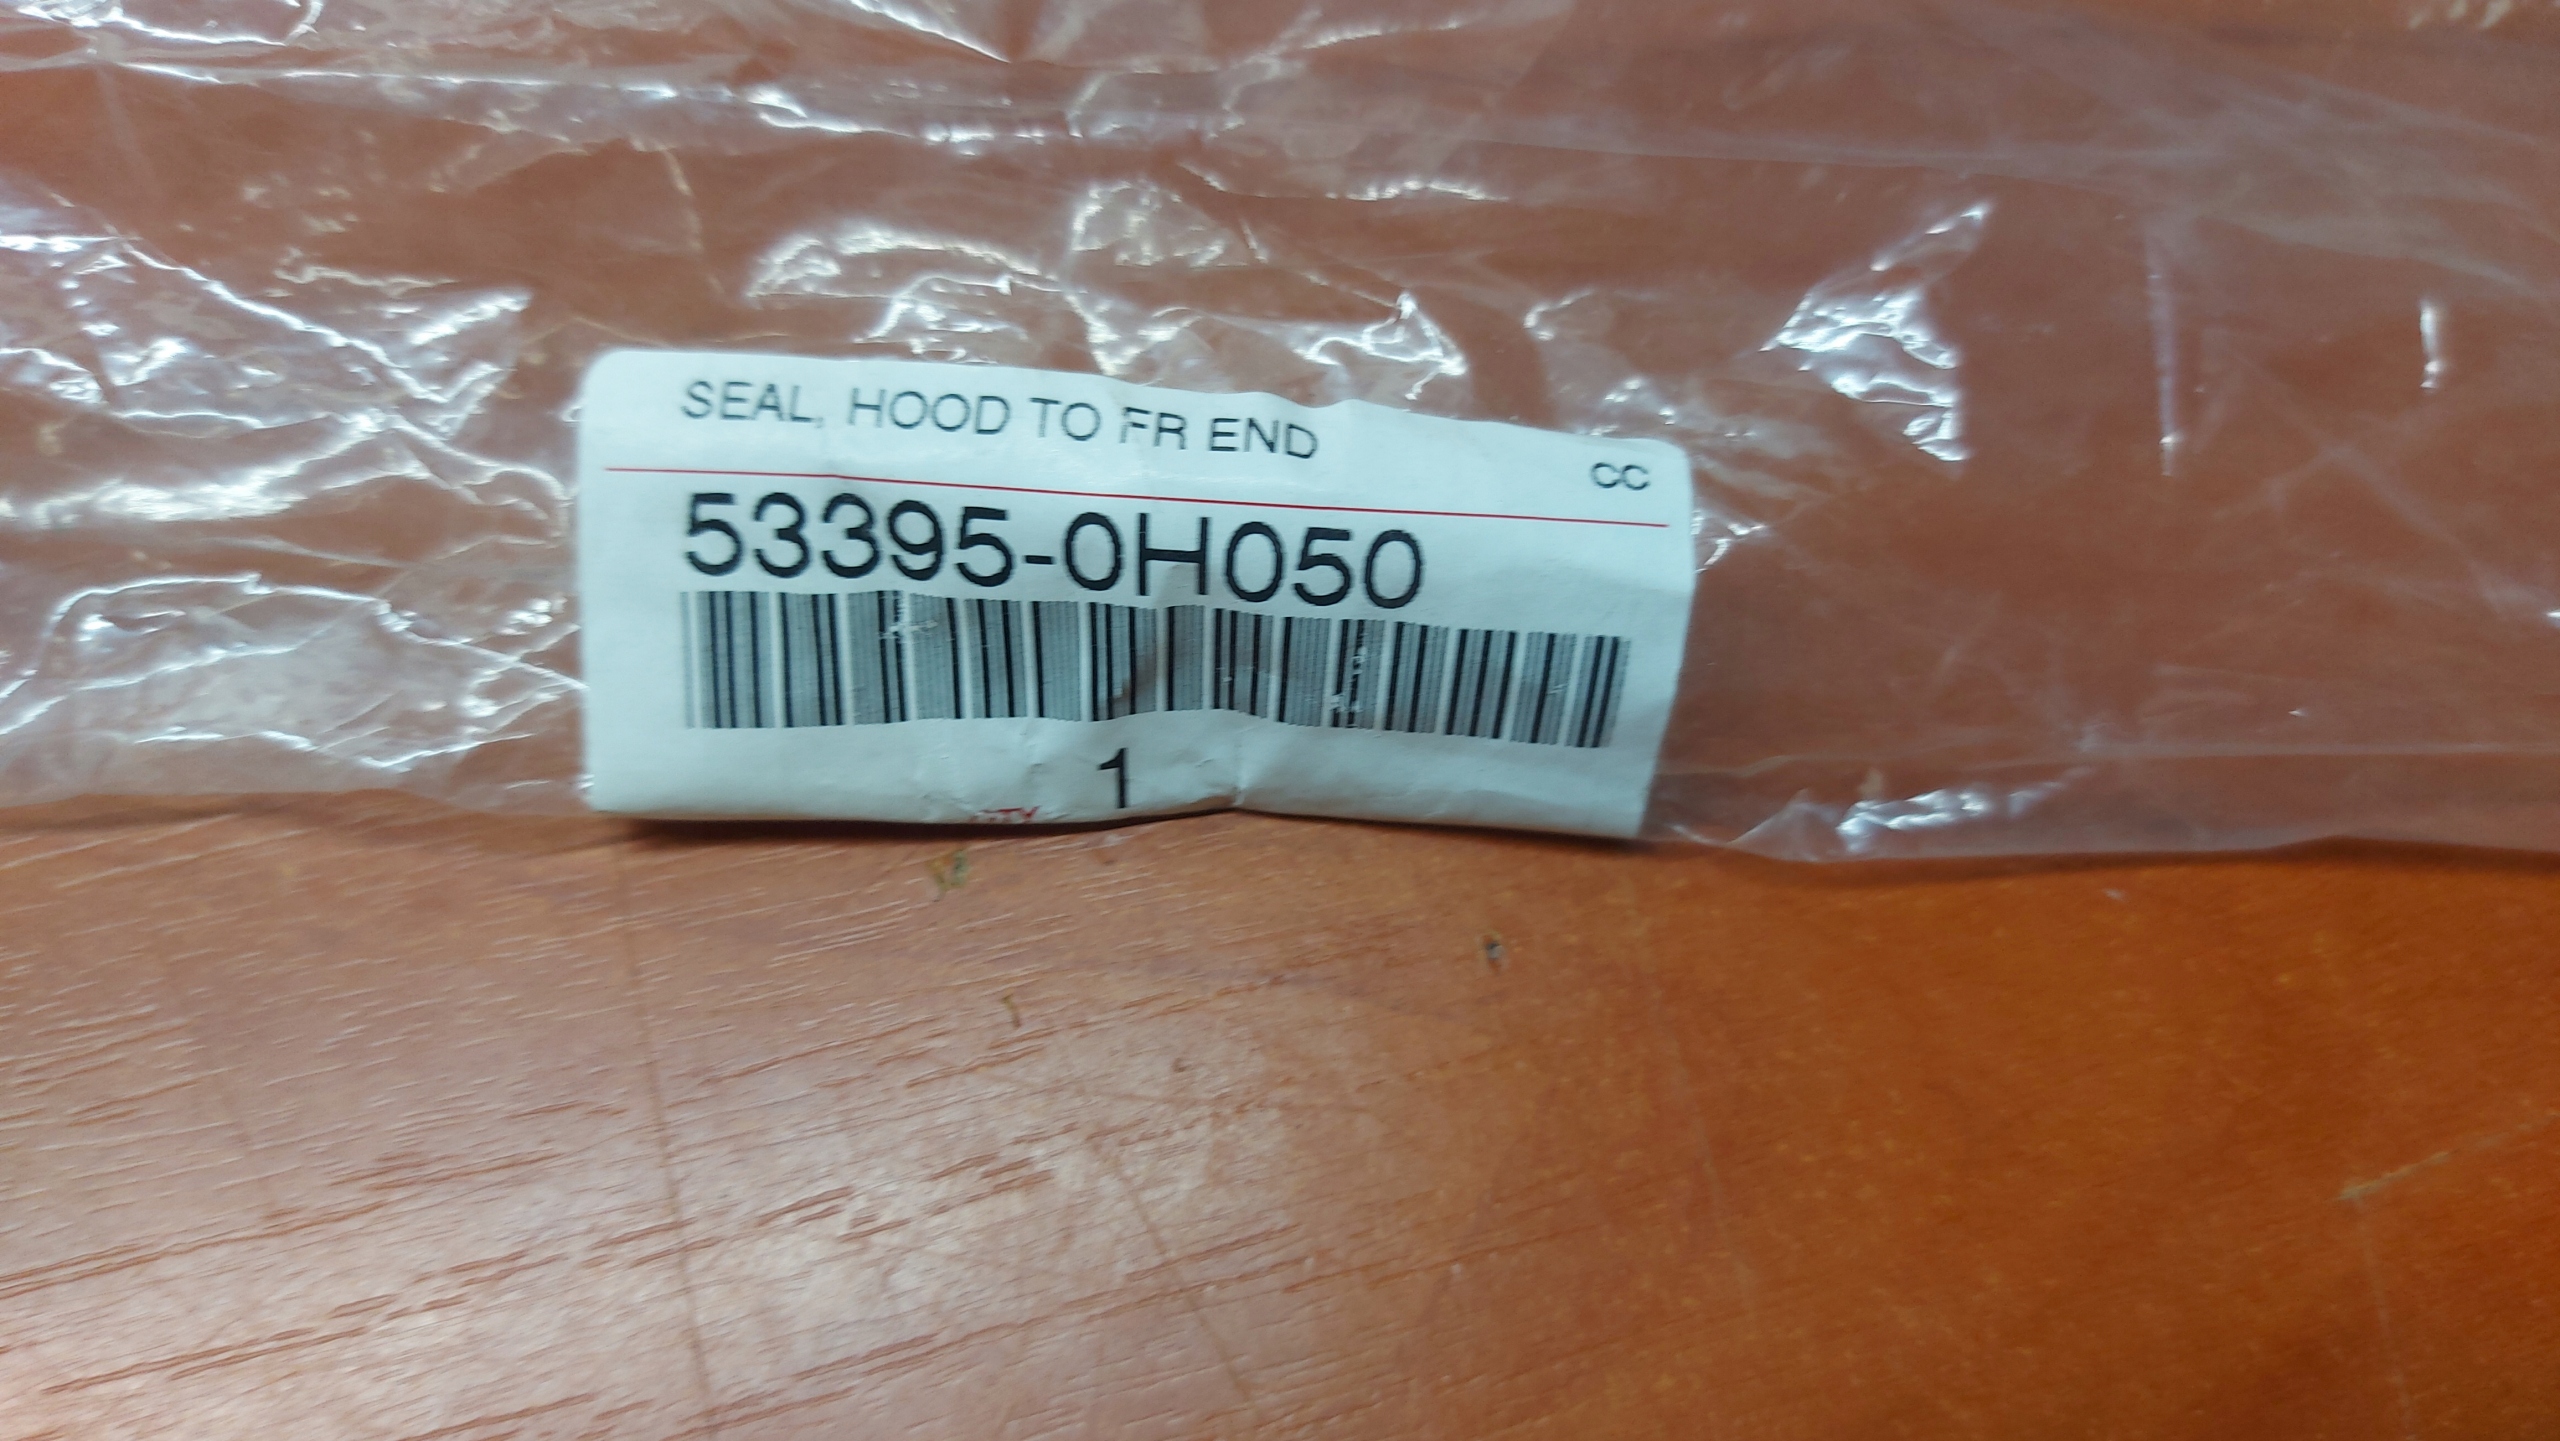 SEAL, HOOD TO FR END
CC
53395-0H050
1